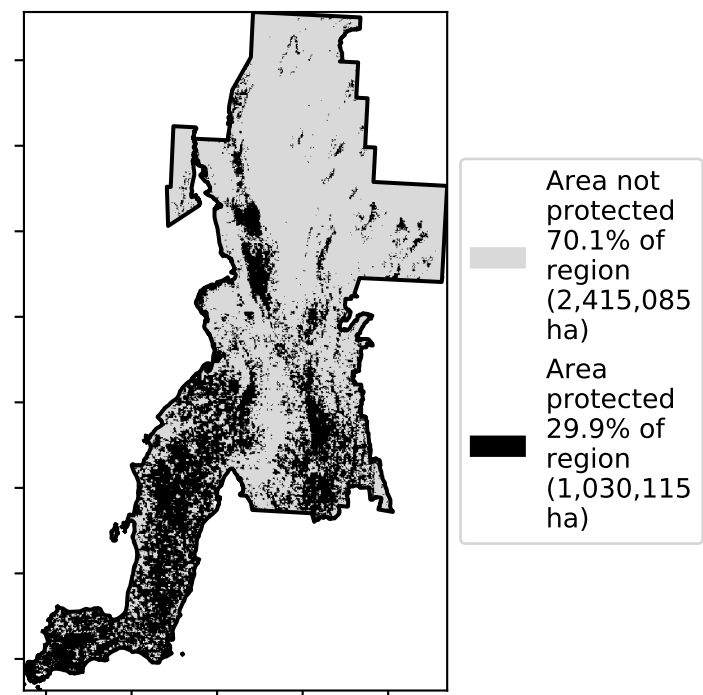 Area not
protected
70.1% of
region
(2,415,085
ha)
Area
protected
29.9% of
region
(1,030,115
ha)